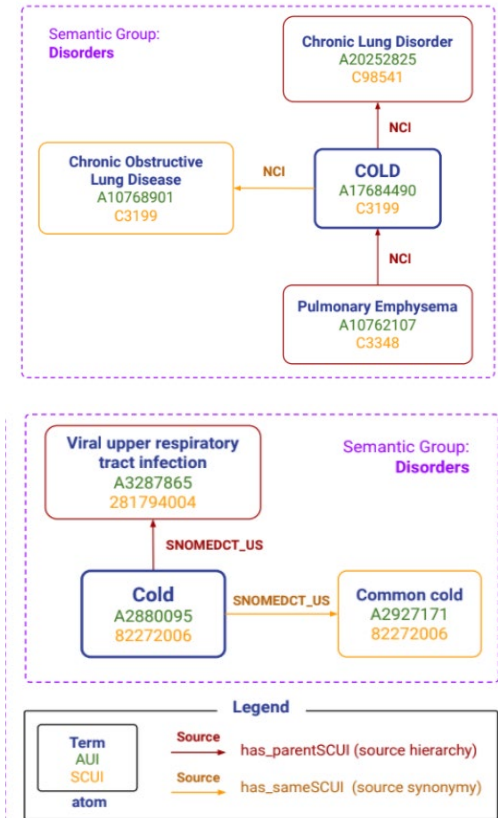 Semantic Group:
Disorders
Chronic Lung Disorder
A20252825
C98541
NCI
Chronic Obstructive
Lung Disease
A10768901
C3199
NCI
COLD
A17684490
C3199
NCI
Pulmonary Emphysema
A10762107
C3348
Viral upper respiratory
tract infection
A3287865
281794004
Semantic Group:
Disorders
SNOMEDCT_US
Cold
A2880095
82272006
SNOMEDCT_US
Common cold
A2927171
82272006
Legend
Term
AUI
SCUI
atom
Source
has_parentSCUI (source hierarchy)
Source
has_sameSCUI (source synonymy)